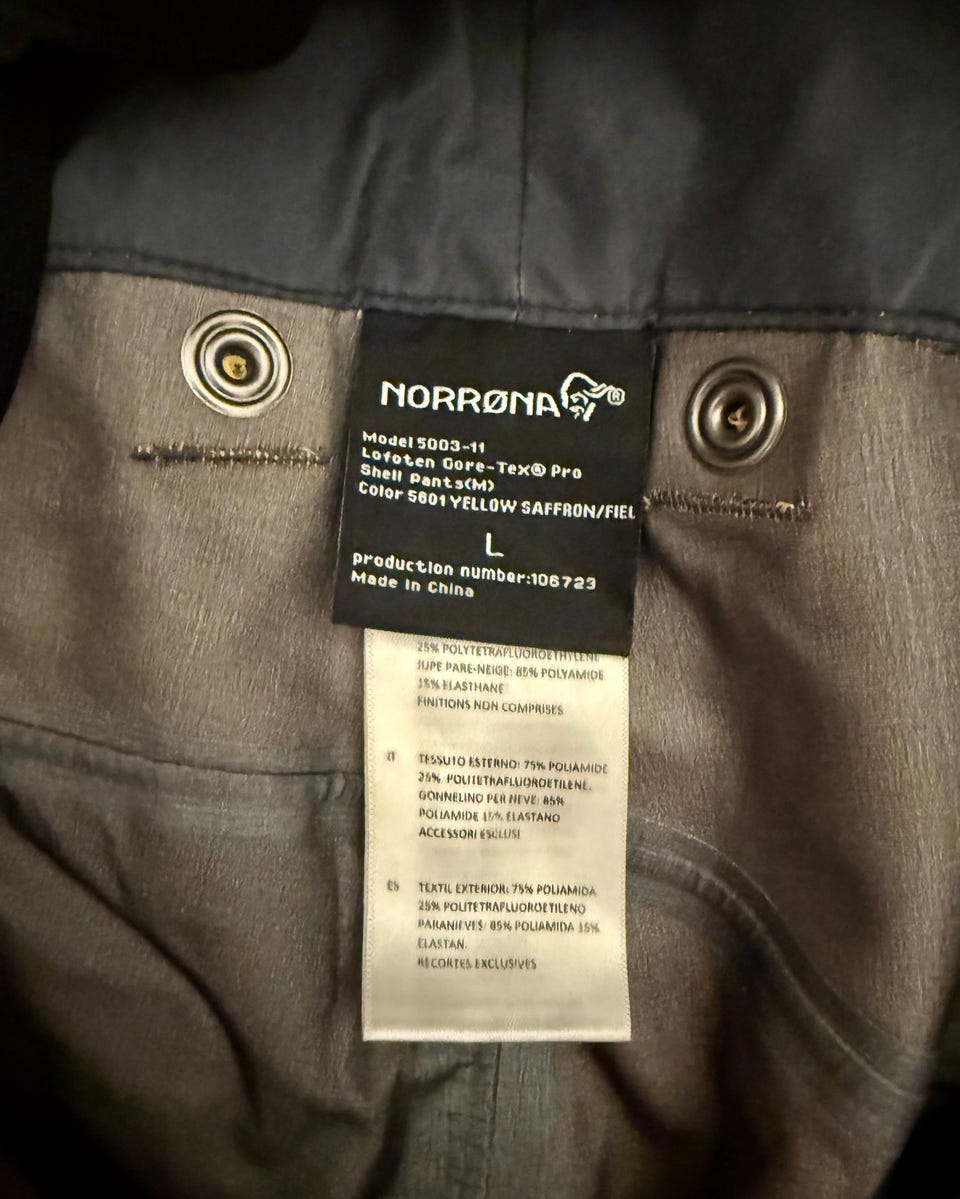 NORRØNA®
Model 5003-11
Lofoten Gore-Tex® Pro
Shell Pants(M)
Color 5601 YELLOW SAFFRON/FIEL
L
production number:106723
Made in China
25% POLYTETRAFLUOROETHYLENE
JUPE PARE-NEIGE: 85% POLYAMIDE
15% ELASTHANE
FINITIONS NON COMPRISES
IT TESSUTO ESTERNO: 75% POLIAMIDE
25% POLITETRAFLUOROETILENE.
GONNELINO PER NEVE: 85%
POLIAMIDE 15% ELASTANO
ACCESSORI ESCLUSI
ES TEXTIL EXTERIOR: 75% POLIAMIDA
25% POLITETRAFLUOROETILENO
PARANIEVES: 85% POLIAMIDA 15%
ELASTAN.
RECORTES EXCLUSIVES